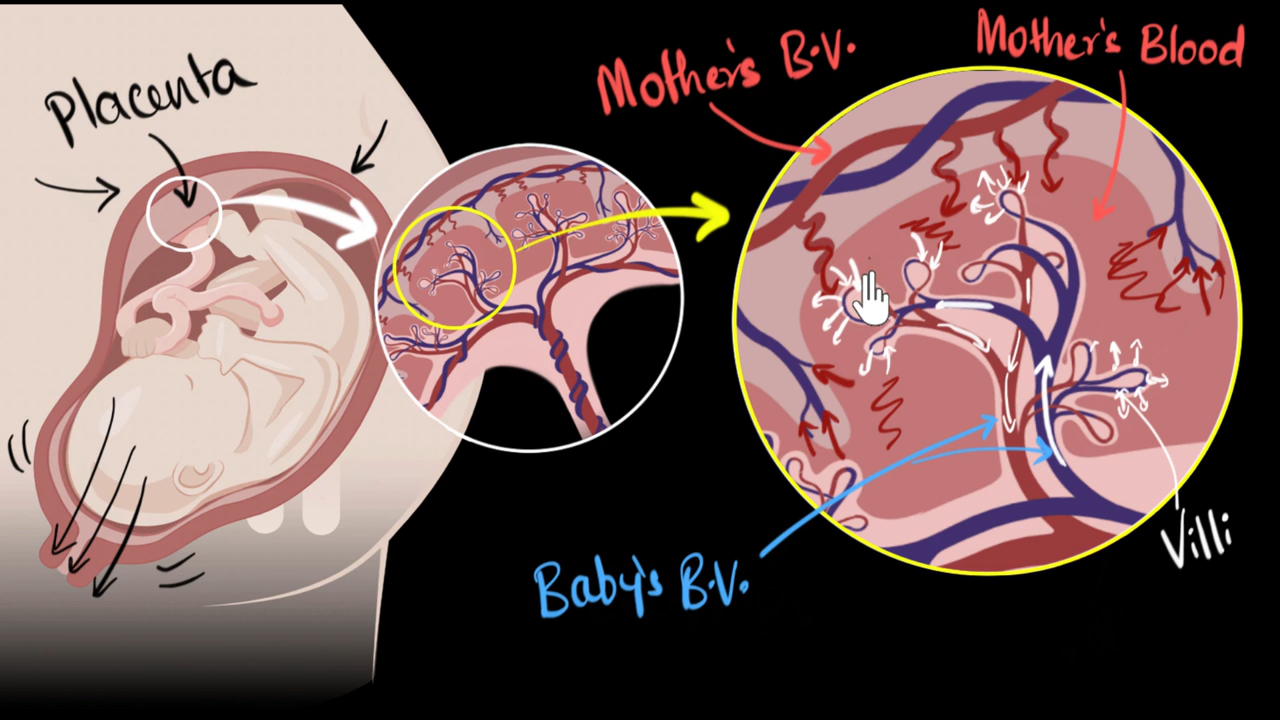 Placenta
Mother's B.V.
Mother's Blood
Baby's B.V.
Villi